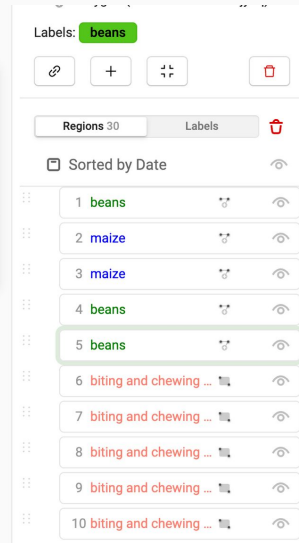 Labels: beans
Regions 30 Labels
Sorted by Date
1 beans
2 maize
3 maize
4 beans
5 beans
6 biting and chewing ...
7 biting and chewing ...
8 biting and chewing ...
9 biting and chewing ...
10 biting and chewing ...